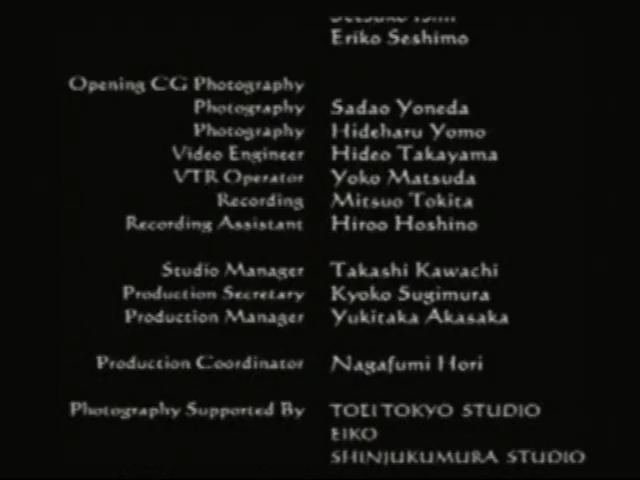 Eriko Seshimo
Opening CG Photography
Photography Sadao Yoneda
Photography Hideharu Yomo
Video Engineer Hideo Takayama
VTR Operator Yoko Matsuda
Recording Mitsuo Tokita
Recording Assistant Hiroo Hoshino
Studio Manager Takashi Kawachi
Production Secretary Kyoko Sugimura
Production Manager Yukitaka Akasaka
Production Coordinator Nagafumi Hori
Photography Supported By TOEI TOKYO STUDIO
EIKO
SHINJUKUMURA STUDIO